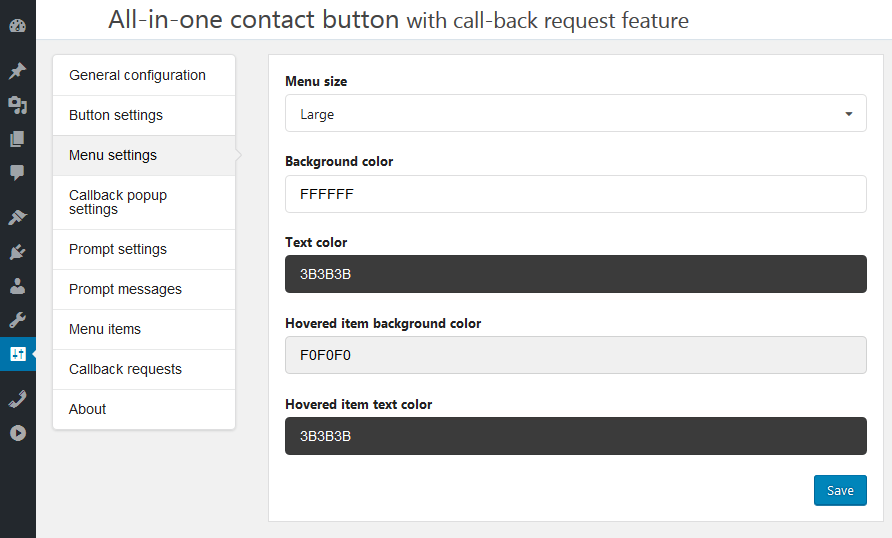 All-in-one contact button with call-back request feature
General configuration
Button settings
Menu settings
Callback popup
settings
Prompt settings
Prompt messages
Menu items
Callback requests
About
Menu size
Large
Background color
FFFFFF
Text color
3B3B3B
Hovered item background color
F0F0F0
Hovered item text color
3B3B3B
Save